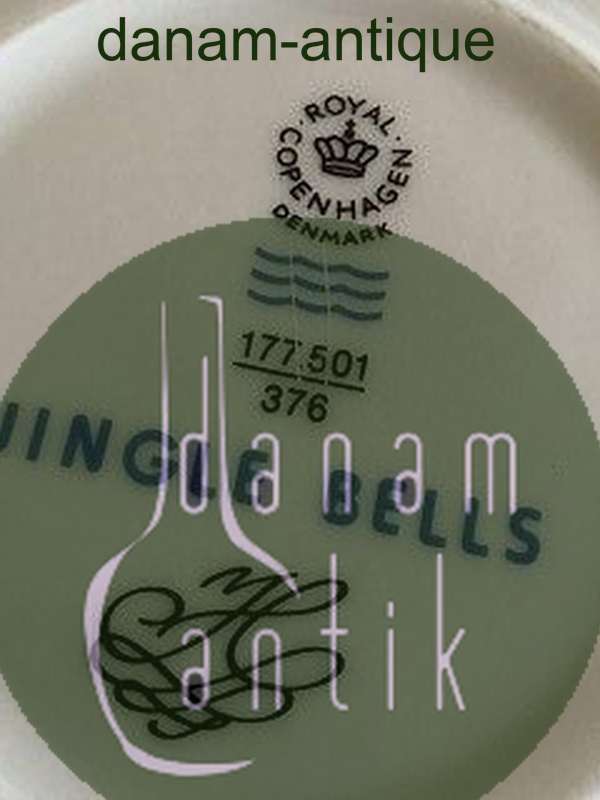 danam-antique
ROYAL
COPENHAGEN
DENMARK
177.501
376
JINGLE BELLS
danam
antik